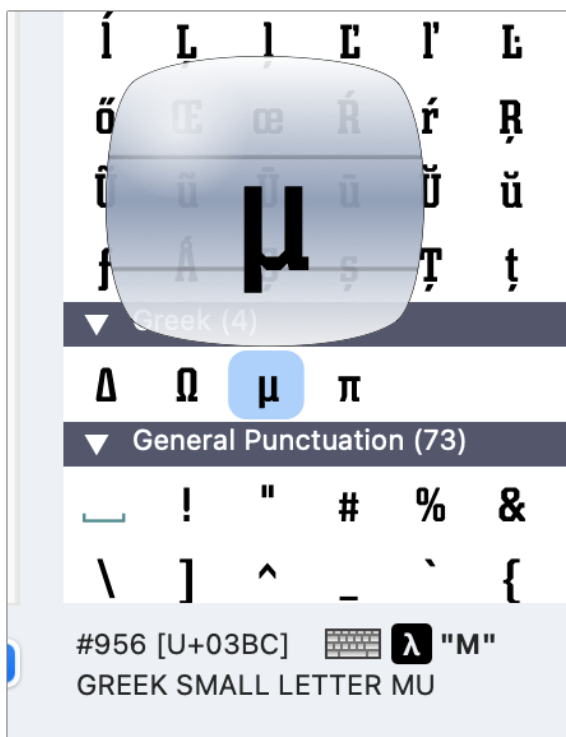 Í Ļ ļ Ľ ľ Ŀ
ő Œ œ Ŕ ŕ Ŗ
ũ Ū ū Ŭ ŭ
Ţ ţ
µ
Greek (4)
Δ Ω μ π
General Punctuation (73)
! " # % &
\ ] ^ _ ` {
#956 [U+03BC] λ "M"
GREEK SMALL LETTER MU